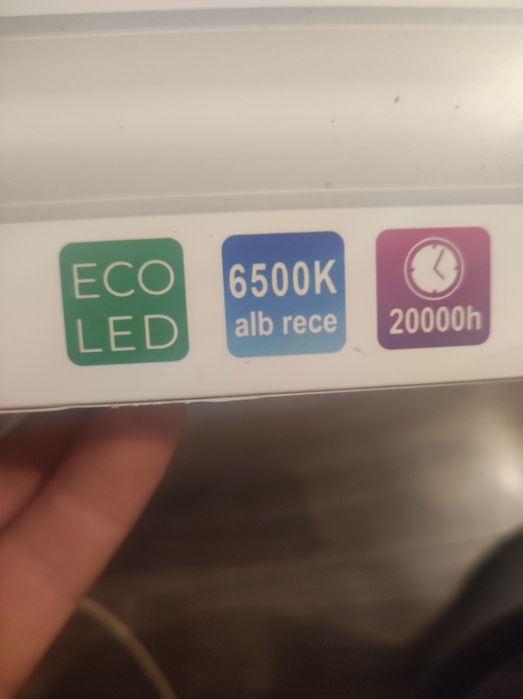 ECO
LED
6500K
alb rece
20000h